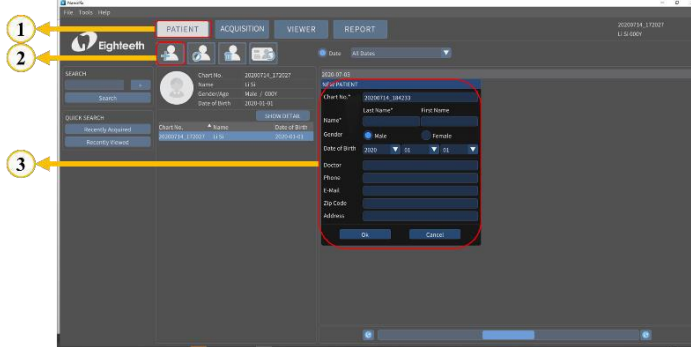 NanoPix
File Tools Help
1
PATIENT ACQUISITION VIEWER REPORT
20200714_172027
LI SI 000Y
Eighteeth
2
Date All Dates
SEARCH
Search
QUICK SEARCH
Recently Acquired
Recently Viewed
Chart No. 20200714_172027
Name Li Si
Gender/Age Male / 000Y
Date of Birth 2020-01-01
SHOW DETAIL
Chart No. Name Date of Birth
20200714_172027 Li Si 2020-01-01
2020-07-03
NEW PATIENT
Chart No.* 20200714_184233
Last Name* First Name
Name*
Gender Male Female
Date of Birth 2020 01 01
3
Doctor
Phone
E-Mail
Zip Code
Address
Ok Cancel